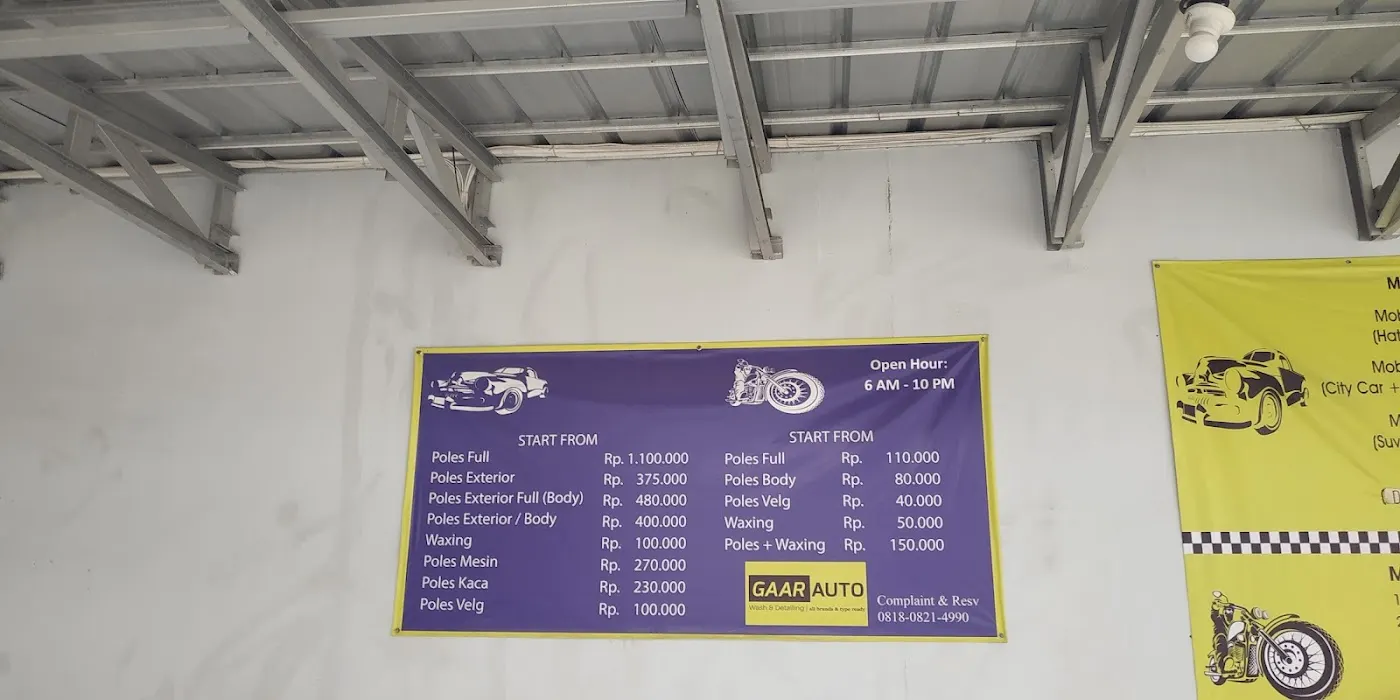 Open Hour:
6 AM - 10 PM
START FROM
Poles Full Rp. 1.100.000
Poles Exterior Rp. 375.000
Poles Exterior Full (Body) Rp. 480.000
Poles Exterior / Body Rp. 400.000
Waxing Rp. 100.000
Poles Mesin Rp. 270.000
Poles Kaca Rp. 230.000
Poles Velg Rp. 100.000
START FROM
Poles Full Rp. 110.000
Poles Body Rp. 80.000
Poles Velg Rp. 40.000
Waxing Rp. 50.000
Poles + Waxing Rp. 150.000
GAAR AUTO
Wash & Detailing | all brands & type ready
Complaint & Resv
0818-0821-4990
(City Car +